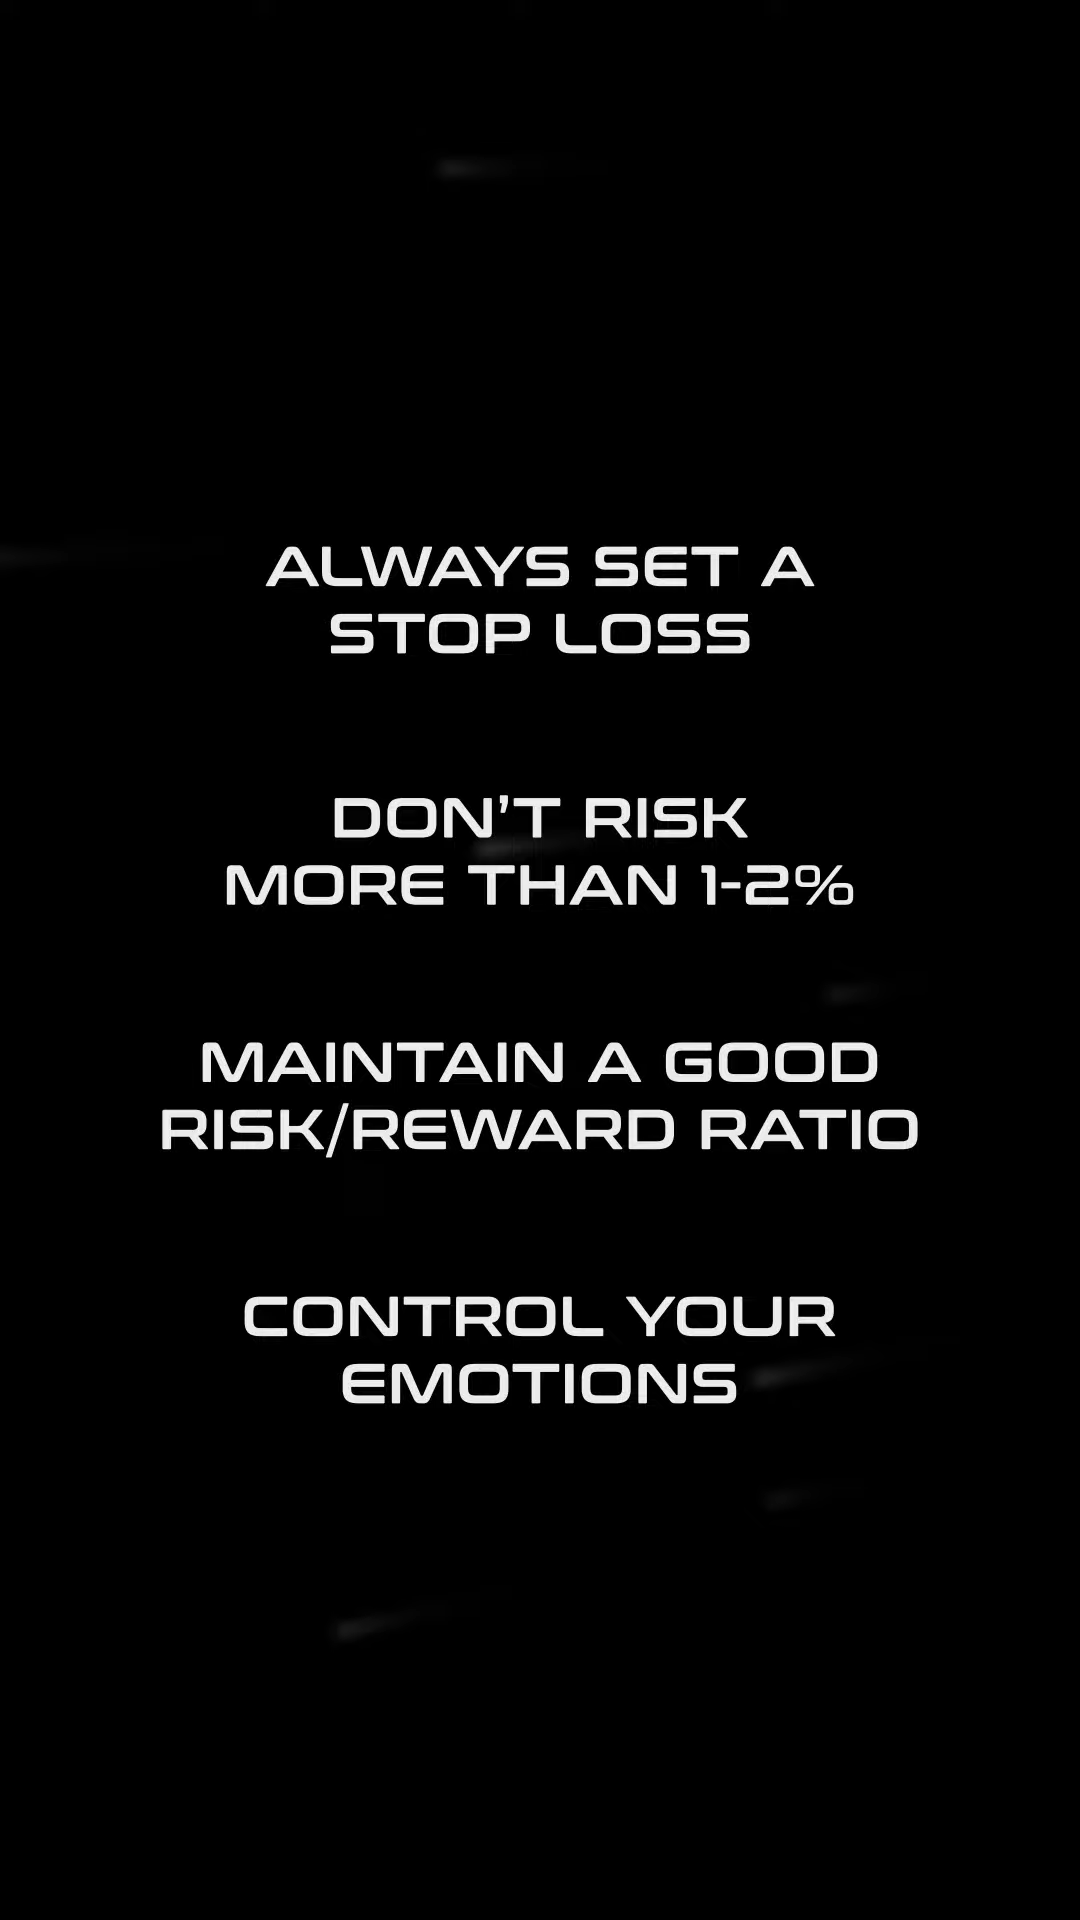 ALWAYS SET A
STOP LOSS
DON’T RISK
MORE THAN 1-2%
MAINTAIN A GOOD
RISK/REWARD RATIO
CONTROL YOUR
EMOTIONS